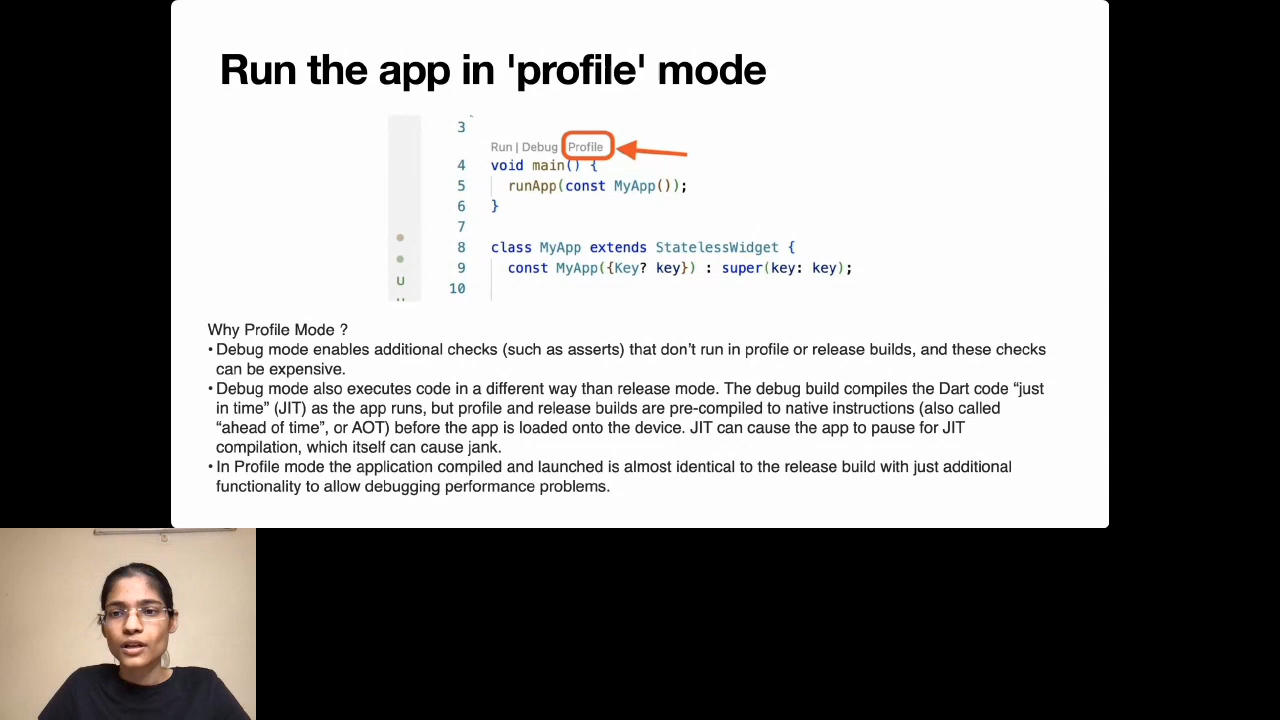 Run the app in 'profile' mode
3
Run | Debug | Profile
4 void main() {
5 runApp(const MyApp());
6 }
7
8 class MyApp extends StatelessWidget {
9 const MyApp({Key? key}) : super(key: key);
10
U
Why Profile Mode ?
• Debug mode enables additional checks (such as asserts) that don’t run in profile or release builds, and these checks
can be expensive.
• Debug mode also executes code in a different way than release mode. The debug build compiles the Dart code “just
in time” (JIT) as the app runs, but profile and release builds are pre-compiled to native instructions (also called
“ahead of time”, or AOT) before the app is loaded onto the device. JIT can cause the app to pause for JIT
compilation, which itself can cause jank.
• In Profile mode the application compiled and launched is almost identical to the release build with just additional
functionality to allow debugging performance problems.